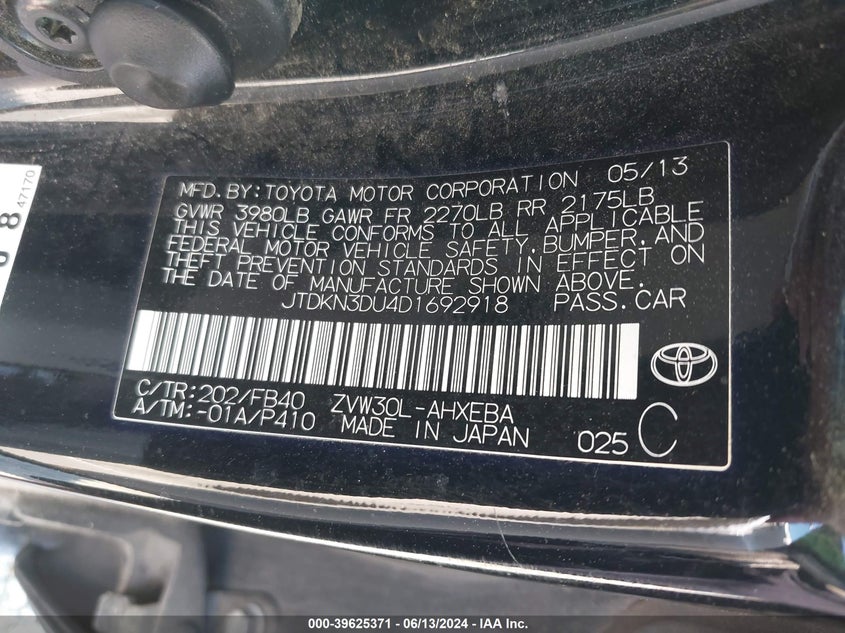 MFD. BY: TOYOTA MOTOR CORPORATION 05/13
GVWR 3980LB GAWR FR 2270LB RR 2175LB
THIS VEHICLE CONFORMS TO ALL APPLICABLE
FEDERAL MOTOR VEHICLE SAFETY, BUMPER, AND
THEFT PREVENTION STANDARDS IN EFFECT ON
THE DATE OF MANUFACTURE SHOWN ABOVE.
JTDKN3DU4D1692918 PASS. CAR
C/TR: 202/FB40 ZVW30L-AHXEBA
A/TM: -01A/P410 MADE IN JAPAN 025 C
47170
000-39625371 - 06/13/2024 - IAA Inc.